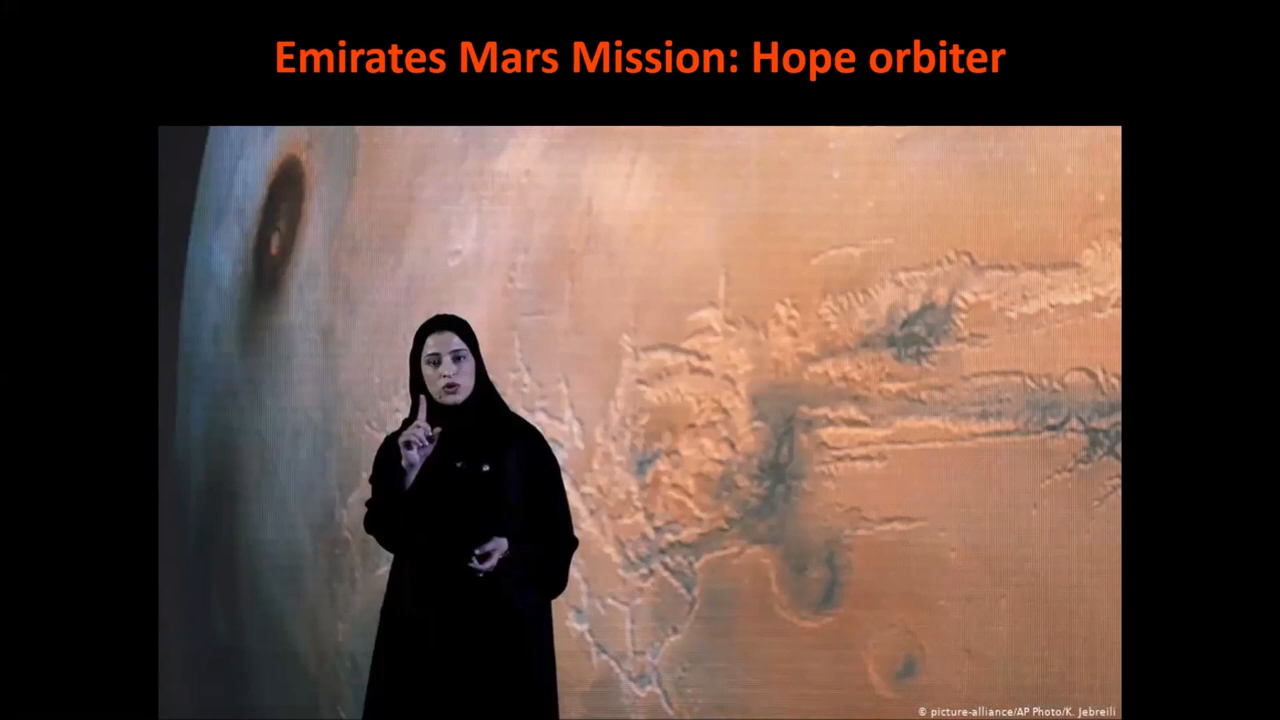 Emirates Mars Mission: Hope orbiter
© picture-alliance/AP Photo/K. Jebreili